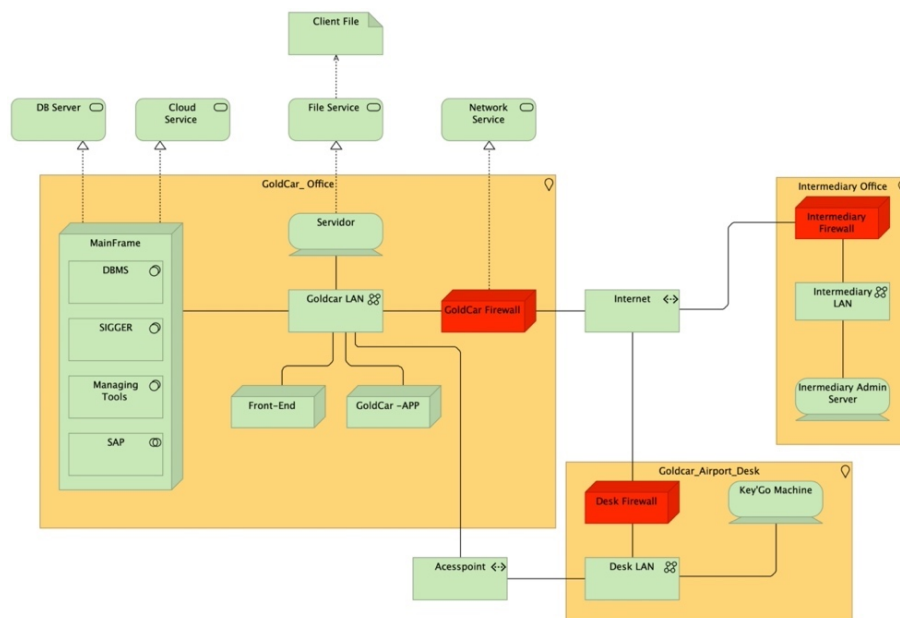 Client File
DB Server
Cloud
Service
File Service
Network
Service
GoldCar_ Office
Intermediary Office
MainFrame
Servidor
Intermediary
Firewall
DBMS
Goldcar LAN
GoldCar Firewall
Internet
Intermediary
LAN
SIGGER
Managing
Tools
Front-End
GoldCar -APP
Inermediary Admin
Server
SAP
Goldcar_Airport_Desk
Desk Firewall
Key'Go Machine
Acesspoint
Desk LAN